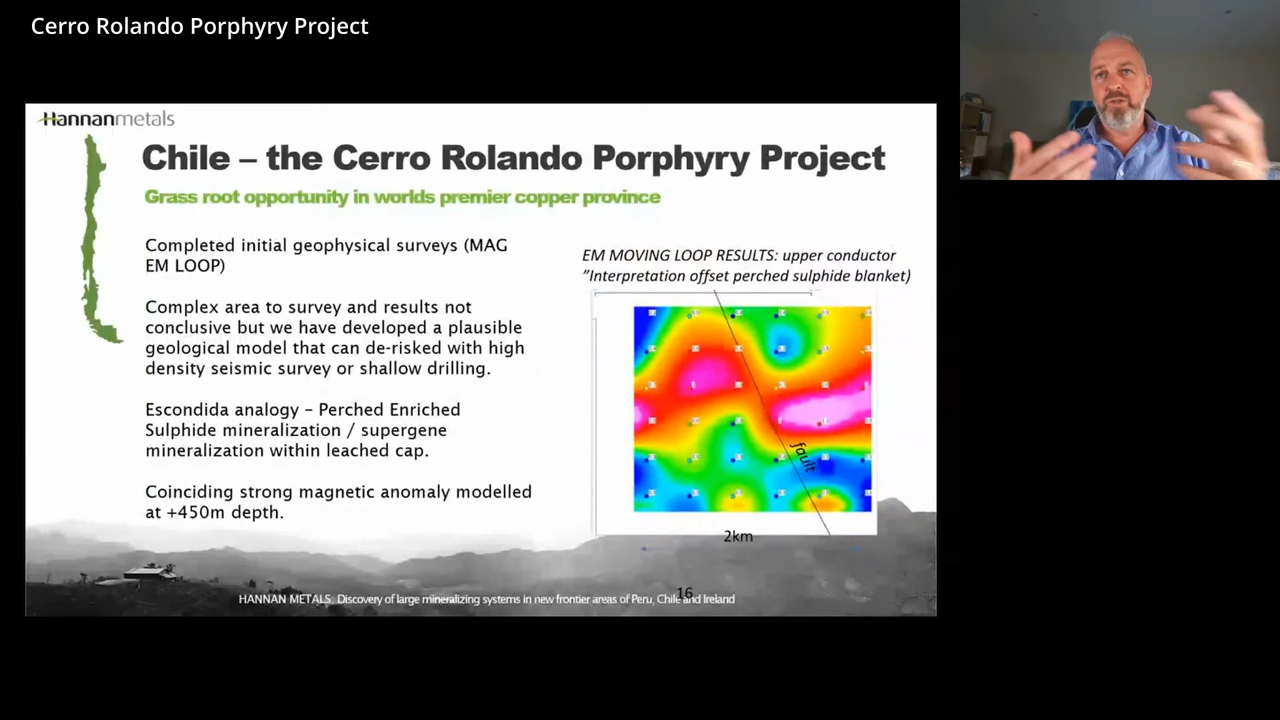 Cerro Rolando Porphyry Project
Hannanmetals
Chile – the Cerro Rolando Porphyry Project
Grass root opportunity in worlds premier copper province
Completed initial geophysical surveys (MAG
EM LOOP)
Complex area to survey and results not
conclusive but we have developed a plausible
geological model that can de-risked with high
density seismic survey or shallow drilling.
Escondida analogy – Perched Enriched
Sulphide mineralization / supergene
mineralization within leached cap.
Coinciding strong magnetic anomaly modelled
at +450m depth.
EM MOVING LOOP RESULTS: upper conductor
”Interpretation offset perched sulphide blanket)
fault
2km
16
HANNAN METALS: Discovery of large mineralizing systems in new frontier areas of Peru, Chile and Ireland